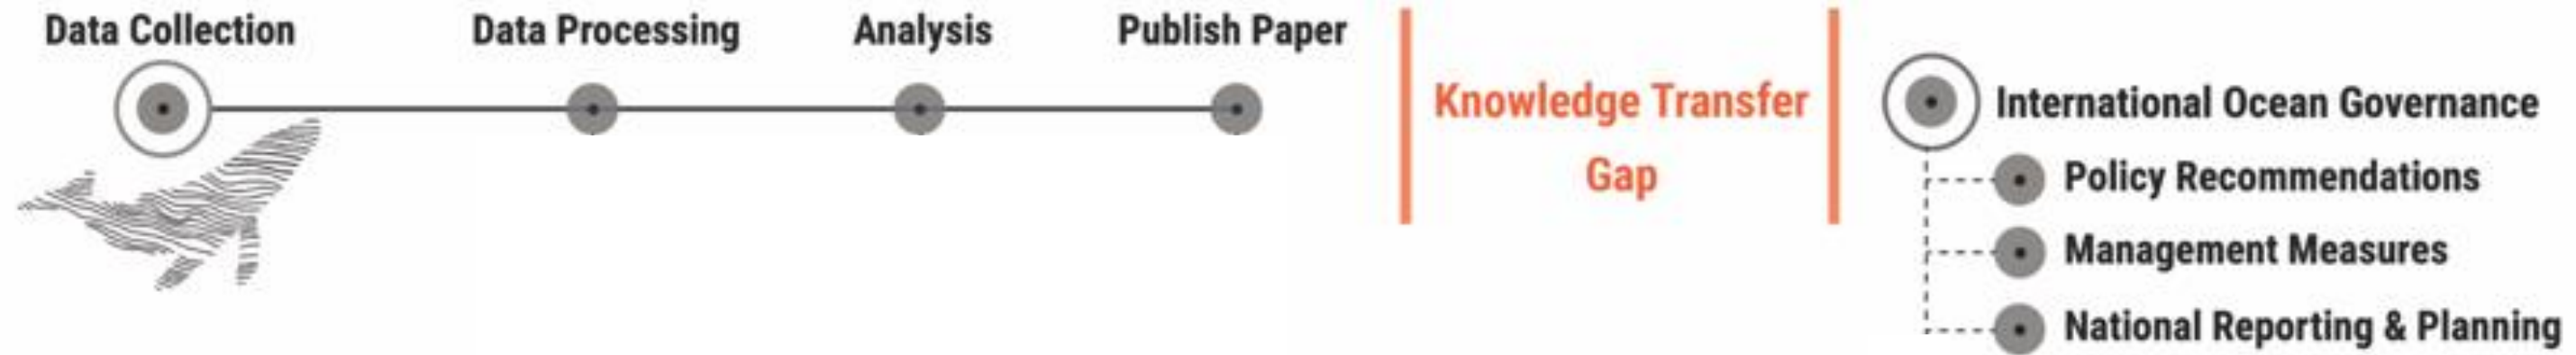 Data Collection
Data Processing
Analysis
Publish Paper
Knowledge Transfer
Gap
International Ocean Governance
Policy Recommendations
Management Measures
National Reporting & Planning